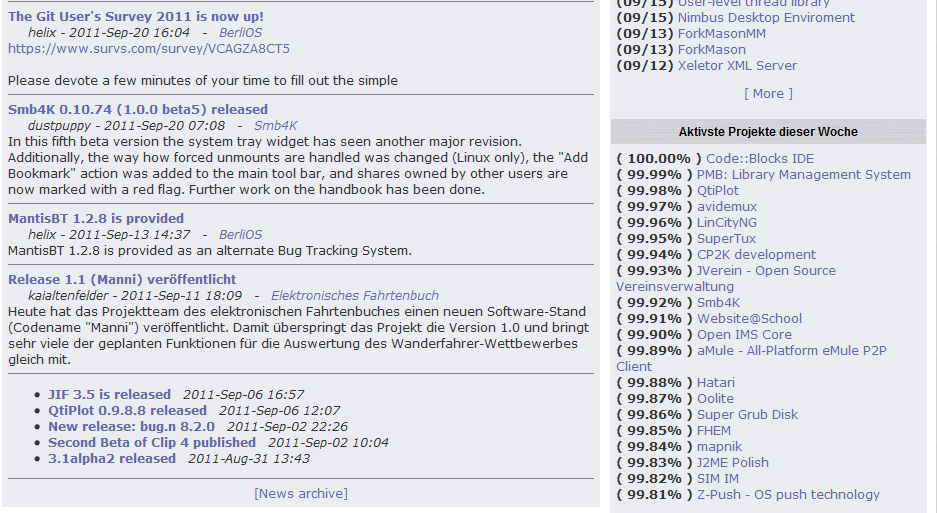 The Git User's Survey 2011 is now up!
helix - 2011-Sep-20 16:04 - BerliOS
https://www.survs.com/survey/VCAGZA8CT5
Please devote a few minutes of your time to fill out the simple
Smb4K 0.10.74 (1.0.0 beta5) released
dustpuppy - 2011-Sep-20 07:08 - Smb4K
In this fifth beta version the system tray widget has seen another major revision.
Additionally, the way how forced unmounts are handled was changed (Linux only), the "Add
Bookmark" action was added to the main tool bar, and shares owned by other users are
now marked with a red flag. Further work on the handbook has been done.
MantisBT 1.2.8 is provided
helix - 2011-Sep-13 14:37 - BerliOS
MantisBT 1.2.8 is provided as an alternate Bug Tracking System.
Release 1.1 (Manni) veröffentlicht
kaialtenfelder - 2011-Sep-11 18:09 - Elektronisches Fahrtenbuch
Heute hat das Projektteam des elektronischen Fahrtenbuches einen neuen Software-Stand
(Codename "Manni") veröffentlicht. Damit überspringt das Projekt die Version 1.0 und bringt
sehr viele der geplanten Funktionen für die Auswertung des Wanderfahrer-Wettbewerbes
gleich mit.
• JIF 3.5 is released 2011-Sep-06 16:57
• QtiPlot 0.9.8.8 released 2011-Sep-06 12:07
• New release: bug.n 8.2.0 2011-Sep-02 22:26
• Second Beta of Clip 4 published 2011-Sep-02 10:04
• 3.1alpha2 released 2011-Aug-31 13:43
[News archive]
(09/15) User-level thread library
(09/15) Nimbus Desktop Enviroment
(09/13) ForkMasonMM
(09/13) ForkMason
(09/12) Xeletor XML Server
[ More ]
Aktivste Projekte dieser Woche
( 100.00% ) Code::Blocks IDE
( 99.99% ) PMB: Library Management System
( 99.98% ) QtiPlot
( 99.97% ) avidemux
( 99.96% ) LinCityNG
( 99.95% ) SuperTux
( 99.94% ) CP2K development
( 99.93% ) JVerein - Open Source
Vereinsverwaltung
( 99.92% ) Smb4K
( 99.91% ) Website@School
( 99.90% ) Open IMS Core
( 99.89% ) aMule - All-Platform eMule P2P
Client
( 99.88% ) Hatari
( 99.87% ) Oolite
( 99.86% ) Super Grub Disk
( 99.85% ) FHEM
( 99.84% ) mapnik
( 99.83% ) J2ME Polish
( 99.82% ) SIM IM
( 99.81% ) Z-Push - OS push technology